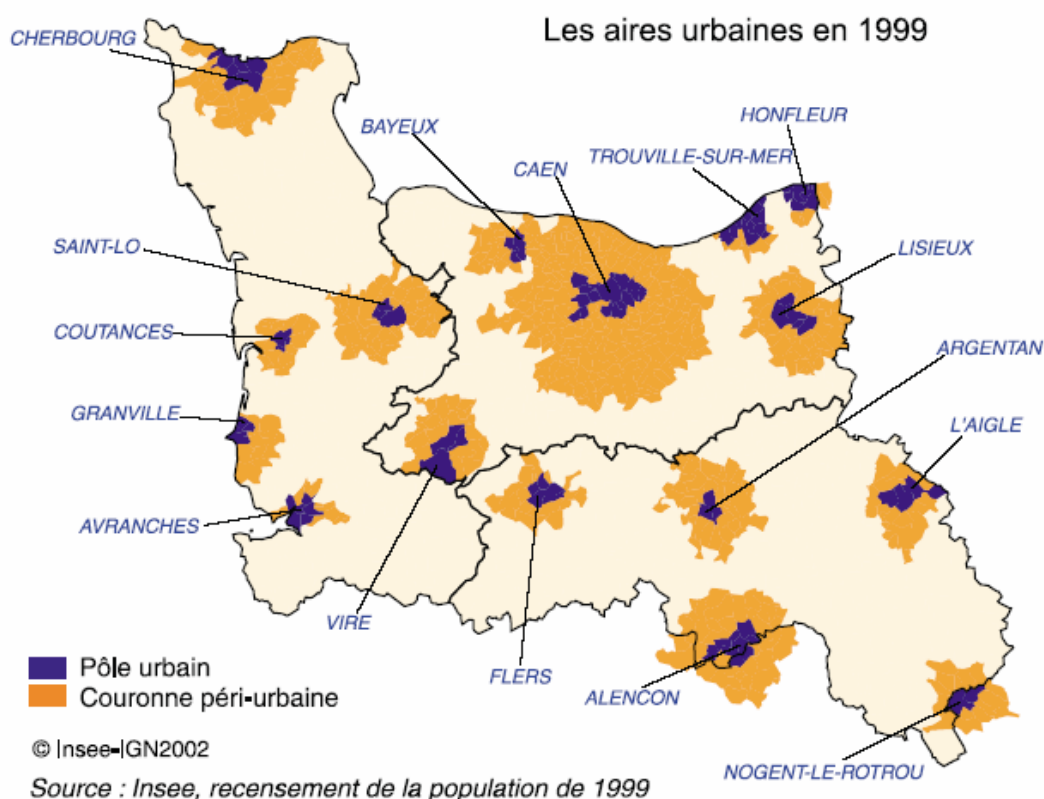 Les aires urbaines en 1999
CHERBOURG
HONFLEUR
BAYEUX
TROUVILLE-SUR-MER
CAEN
SAINT-LO
LISIEUX
COUTANCES
ARGENTAN
GRANVILLE
L'AIGLE
AVRANCHES
VIRE
FLERS
ALENCON
NOGENT-LE-ROTROU
Pôle urbain
Couronne péri-urbaine
© Insee-IGN2002
Source : Insee, recensement de la population de 1999